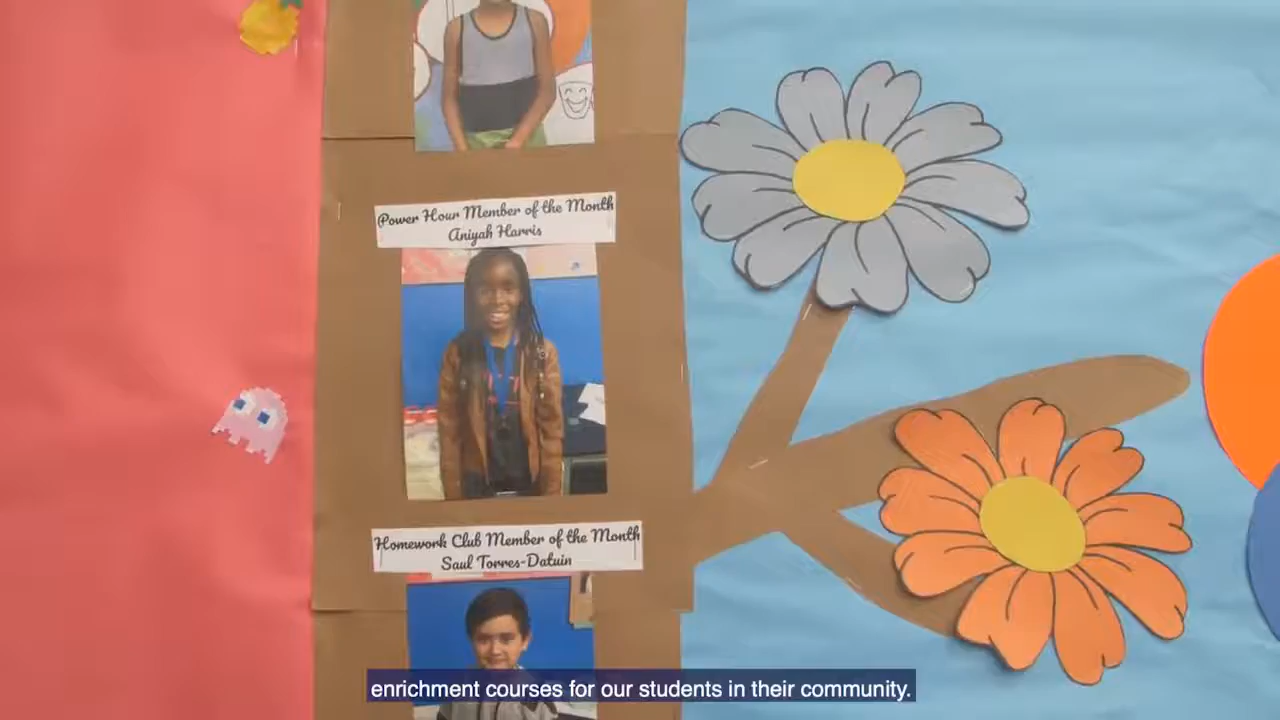 Power Hour Member of the Month
Aniyah Harris
Homework Club Member of the Month
Saul Torres-Datuin
enrichment courses for our students in their community.